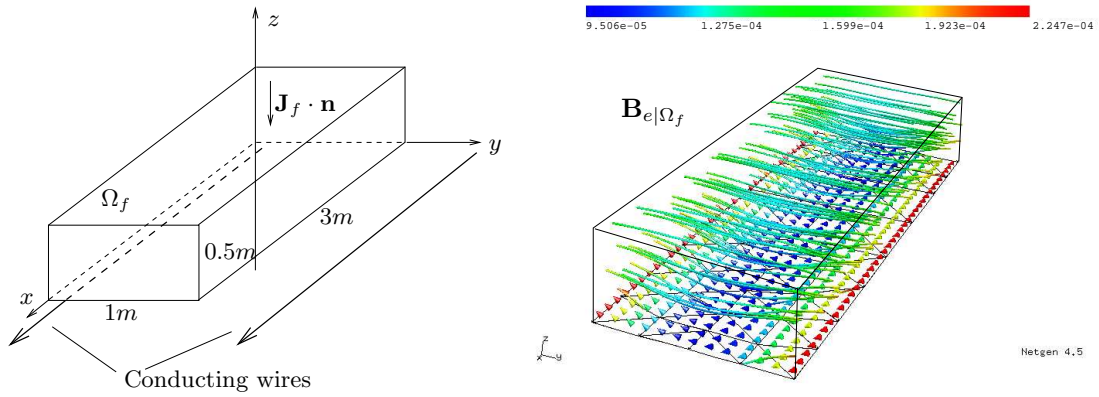 z
J_f · n
y
Ω_f
3m
0.5m
x
1m
Conducting wires
9.506e-05 1.275e-04 1.599e-04 1.923e-04 2.247e-04
B_{e|Ω_f}
z
x y
Netgen 4.5